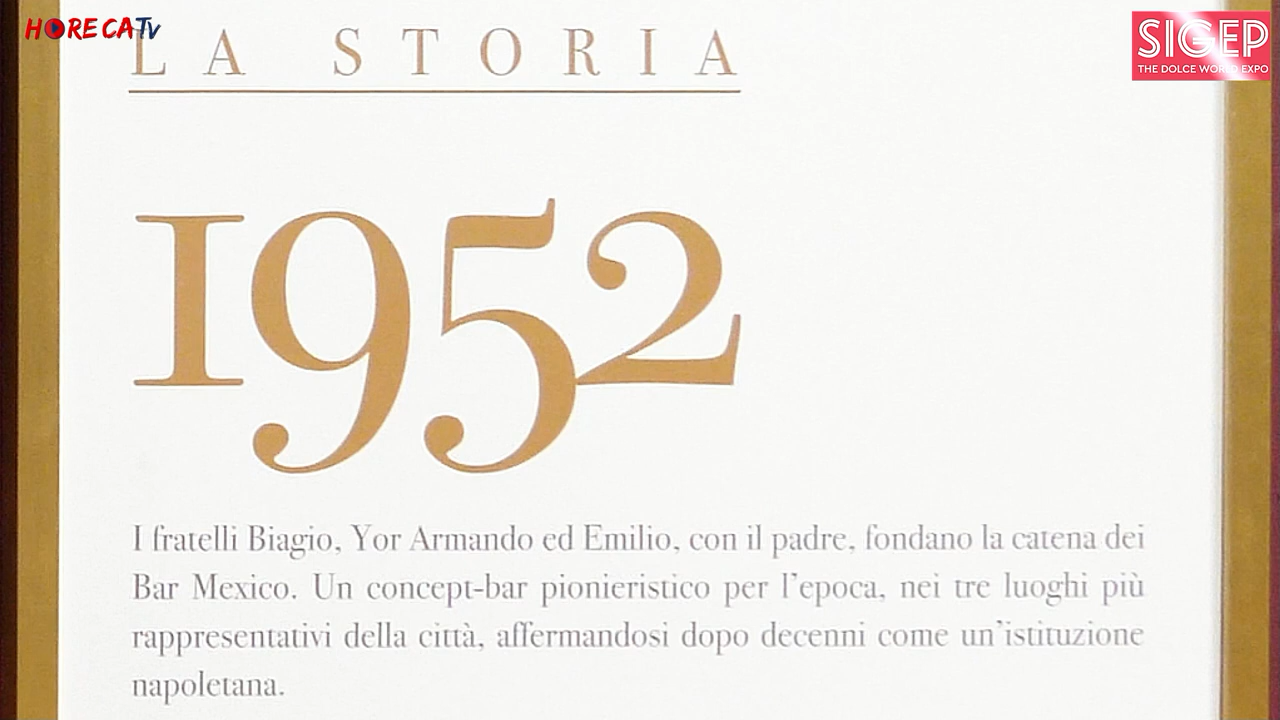 HORECATv
SIGEP
THE DOLCE WORLD EXPO
LA STORIA
1952
I fratelli Biagio, Yor Armando ed Emilio, con il padre, fondano la catena dei
Bar Mexico. Un concept-bar pionieristico per l'epoca, nei tre luoghi più
rappresentativi della città, affermandosi dopo decenni come un'istituzione
napoletana.